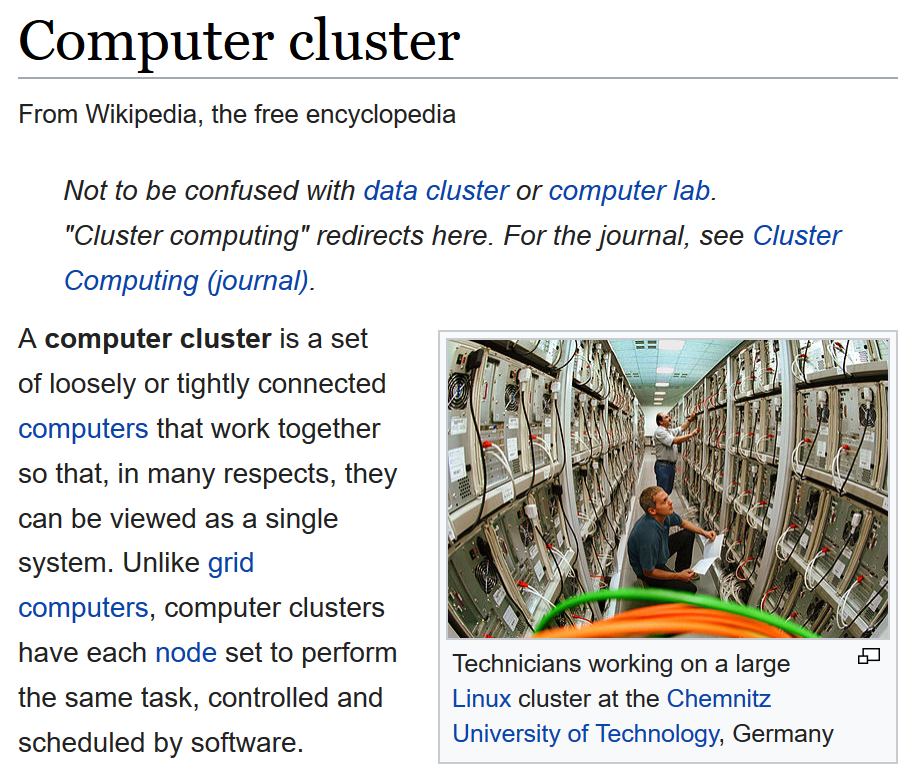 Computer cluster
From Wikipedia, the free encyclopedia
Not to be confused with data cluster or computer lab.
"Cluster computing" redirects here. For the journal, see Cluster
Computing (journal).
A computer cluster is a set
of loosely or tightly connected
computers that work together
so that, in many respects, they
can be viewed as a single
system. Unlike grid
computers, computer clusters
have each node set to perform
the same task, controlled and
scheduled by software.
Technicians working on a large
Linux cluster at the Chemnitz
University of Technology, Germany